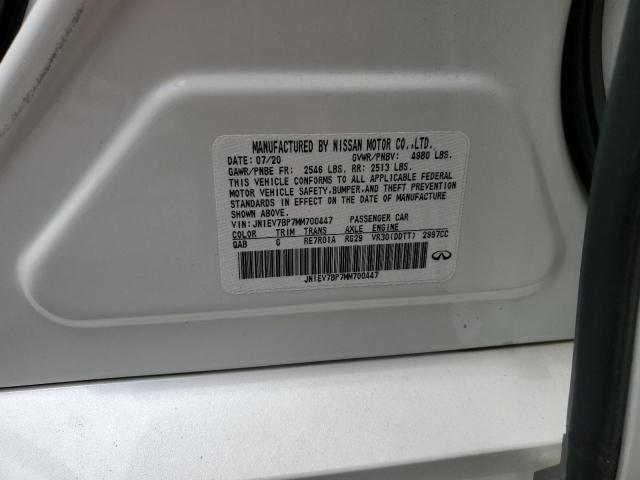 MANUFACTURED BY NISSAN MOTOR CO.,LTD.
DATE: 07/20 GVWR/PNBV: 4980 LBS.
GAWR/PNBE FR: 2546 LBS. RR: 2513 LBS.
THIS VEHICLE CONFORMS TO ALL APPLICABLE FEDERAL
MOTOR VEHICLE SAFETY,BUMPER,AND THEFT PREVENTION
STANDARDS IN EFFECT ON THE DATE OF MANUFACTURE
SHOWN ABOVE.
VIN: JN1EV7BP7MM700447 PASSENGER CAR
COLOR TRIM TRANS AXLE ENGINE
QAB G RE7R01A RG29 VR30(DDTT) 2997CC
JN1EV7BP7MM700447